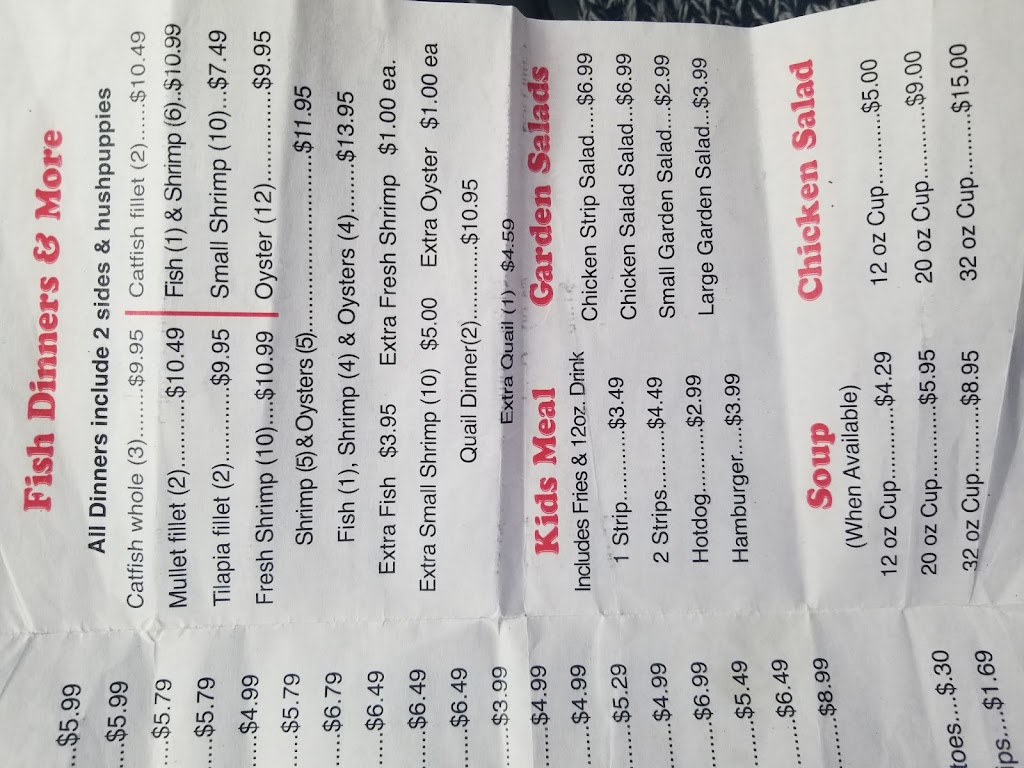 Fish Dinners & More
All Dinners include 2 sides & hushpuppies
Catfish whole (3).......$9.95 Catfish fillet (2)......$10.49
Mullet fillet (2).........$10.49 Fish (1) & Shrimp (6)..$10.99
Tilapia fillet (2)..........$9.95 Small Shrimp (10)...$7.49
Fresh Shrimp (10)....$10.99 Oyster (12)..............$9.95
Shrimp (5) & Oysters (5)..........................$11.95
Fish (1), Shrimp (4) & Oysters (4).......$13.95
Extra Fish $3.95 Extra Fresh Shrimp $1.00 ea.
Extra Small Shrimp (10) $5.00 Extra Oyster $1.00 ea
Quail Dinner(2)............$10.95
Extra Quail (1) - $4.59
Kids Meal
Includes Fries & 12oz. Drink
1 Strip...........$3.49
2 Strips.........$4.49
Hotdog..........$2.99
Hamburger....$3.99
Garden Salads
Chicken Strip Salad....$6.99
Chicken Salad Salad...$6.99
Small Garden Salad...$2.99
Large Garden Salad...$3.99
Soup
(When Available)
12 oz Cup...........$4.29
20 oz Cup...........$5.95
32 oz Cup...........$8.95
Chicken Salad
12 oz Cup...........$5.00
20 oz Cup...........$9.00
32 oz Cup.........$15.00
...$5.99
...$5.99
...$5.79
...$5.79
...$4.99
...$5.79
...$6.79
...$6.49
...$6.49
...$6.49
...$3.99
...$4.99
...$4.99
...$5.29
...$4.99
...$6.99
...$5.49
...$6.49
...$8.99
toes....$.30
ips...$1.69